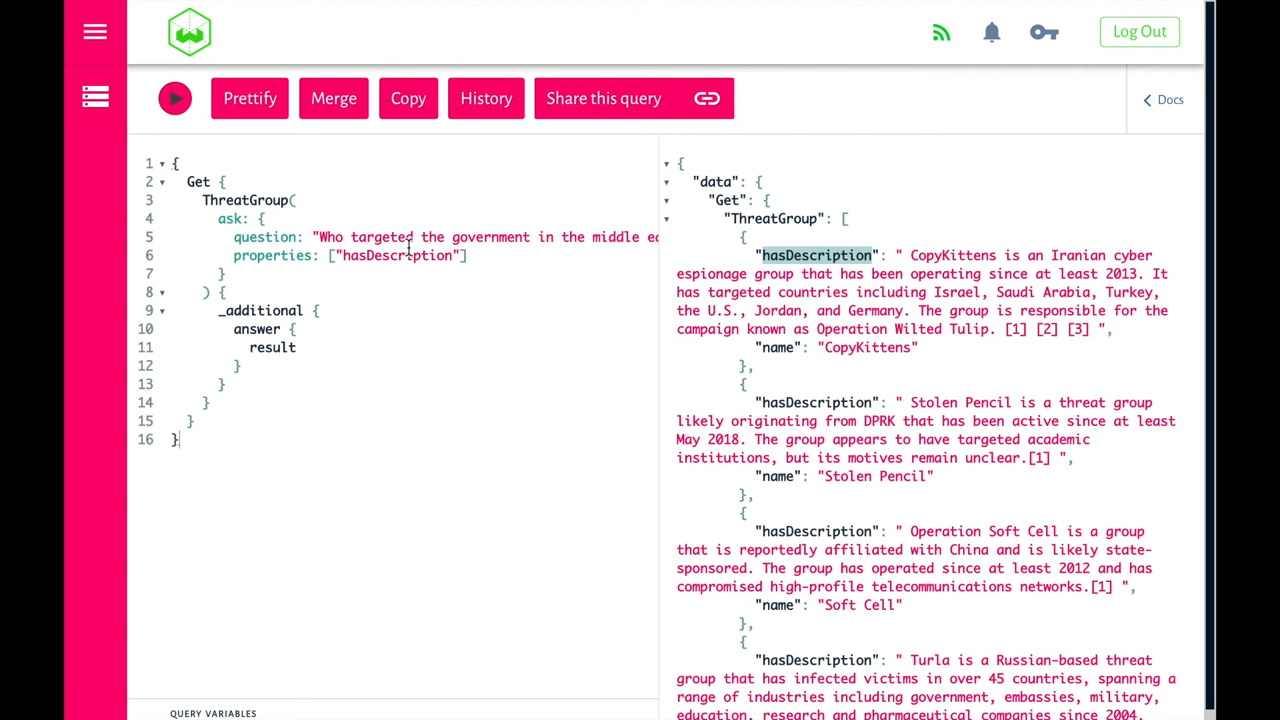 Log Out
Prettify
Merge
Copy
History
Share this query
Docs
1 {
2 Get {
3 ThreatGroup(
4 ask: {
5 question: "Who targeted the government in the middle
6 properties: ["hasDescription"]
7 }
8 ) {
9 _additional {
10 answer {
11 result
12 }
13 }
14 }
15 }
16 }
QUERY VARIABLES
{
"data": {
"Get": {
"ThreatGroup": [
{
"hasDescription": " CopyKittens is an Iranian cyber
espionage group that has been operating since at least 2013. It
has targeted countries including Israel, Saudi Arabia, Turkey,
the U.S., Jordan, and Germany. The group is responsible for the
campaign known as Operation Wilted Tulip. [1] [2] [3] ",
"name": "CopyKittens"
},
{
"hasDescription": " Stolen Pencil is a threat group
likely originating from DPRK that has been active since at least
May 2018. The group appears to have targeted academic
institutions, but its motives remain unclear.[1] ",
"name": "Stolen Pencil"
},
{
"hasDescription": " Operation Soft Cell is a group
that is reportedly affiliated with China and is likely state-
sponsored. The group has operated since at least 2012 and has
compromised high-profile telecommunications networks.[1] ",
"name": "Soft Cell"
},
{
"hasDescription": " Turla is a Russian-based threat
group that has infected victims in over 45 countries, spanning a
range of industries including government, embassies, military,
education, research and pharmaceutical companies since 2004.